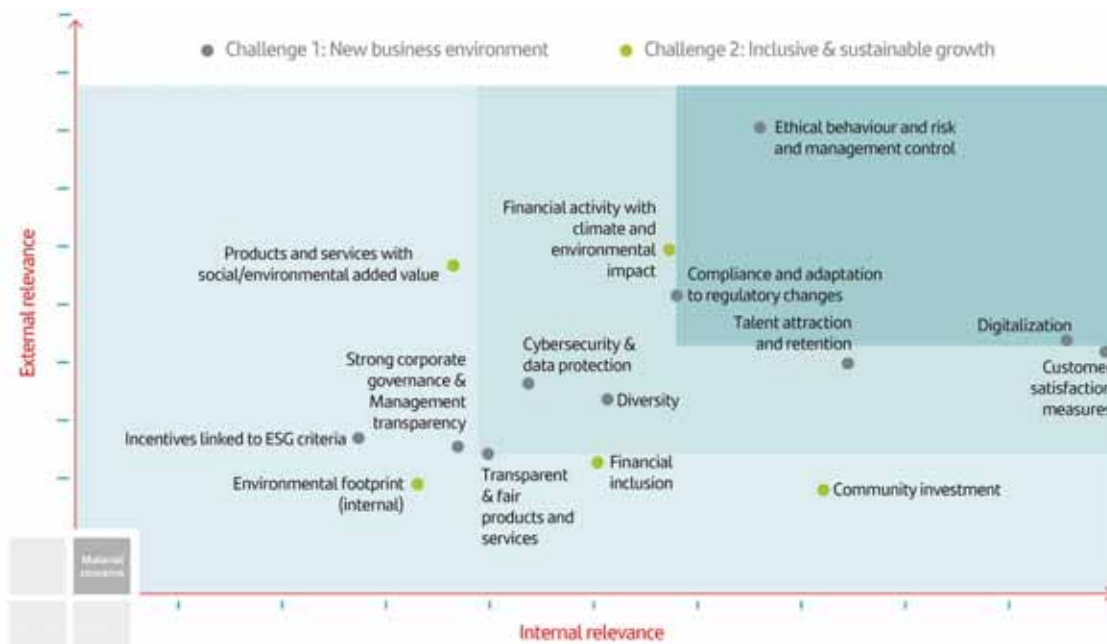 Challenge 1: New business environment
Challenge 2: Inclusive & sustainable growth
Ethical behaviour and risk
and management control
Financial activity with
climate and
environmental
impact
Products and services with
social/environmental added value
Compliance and adaptation
to regulatory changes
Talent attraction
and retention
Digitalization
Customer
satisfaction
measures
Cybersecurity &
data protection
Strong corporate
governance &
Management
transparency
Diversity
Incentives linked to ESG criteria
Environmental footprint
(internal)
Transparent
& fair
products and
services
Financial
inclusion
Community investment
External relevance
Material
concerns
Internal relevance